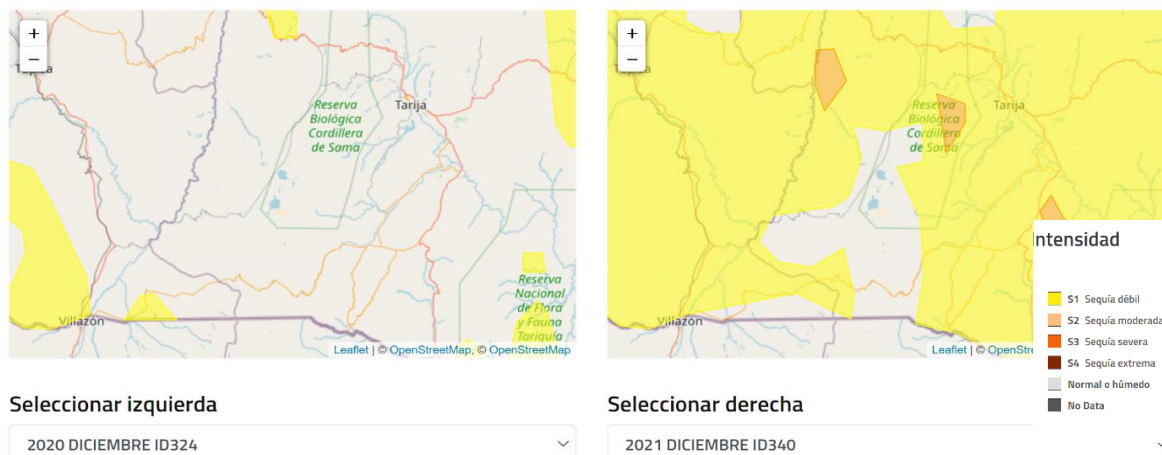 +
−
Reserva
Biológica
Cordillera
de Sama
Tarija
Villazón
Reserva
Nacional
de Flora
y Fauna
Tariquía
Leaflet | © OpenStreetMap, © OpenStreetMap
+
−
Reserva
Biológica
Cordillera
de Sama
Tarija
Villazón
Leaflet | © OpenStre
Intensidad
S1 Sequía débil
S2 Sequía moderada
S3 Sequía severa
S4 Sequía extrema
Normal o húmedo
No Data
Seleccionar izquierda
2020 DICIEMBRE ID324
Seleccionar derecha
2021 DICIEMBRE ID340